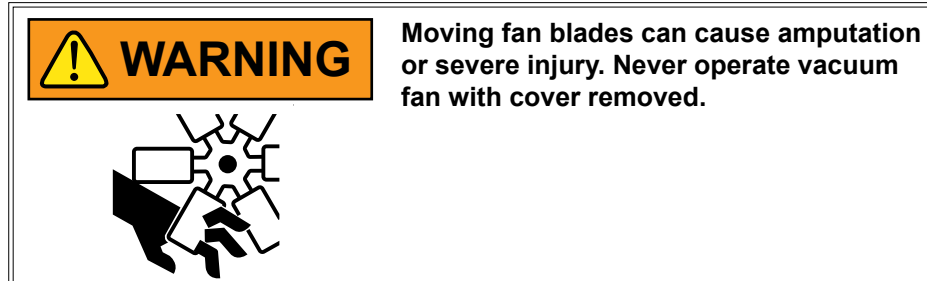 WARNING
Moving fan blades can cause amputation
or severe injury. Never operate vacuum
fan with cover removed.